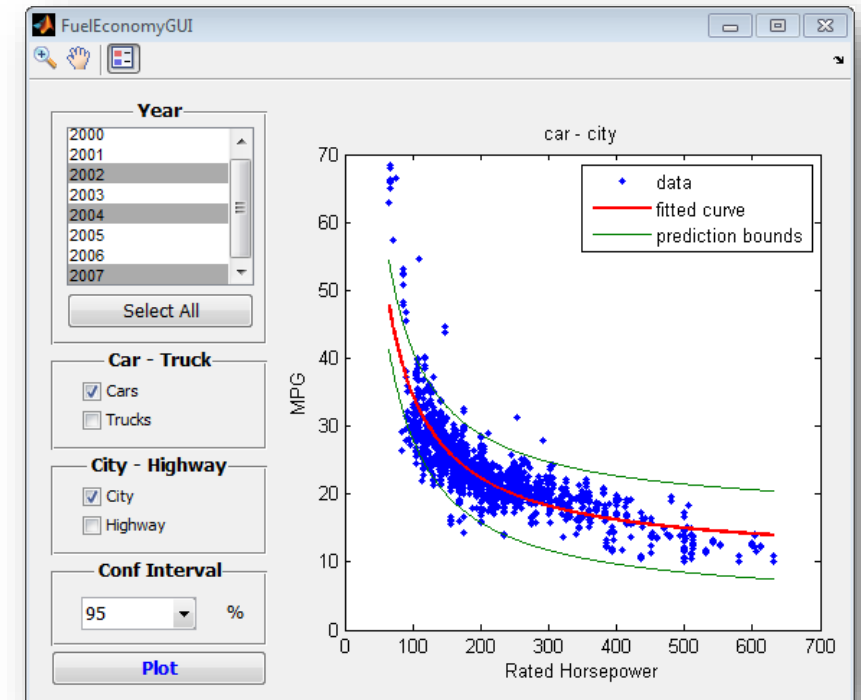 FuelEconomyGUI
Year
2000
2001
2002
2003
2004
2005
2006
2007
Select All
Car - Truck
Cars
Trucks
City - Highway
City
Highway
Conf Interval
95 %
Plot
car - city
data
fitted curve
prediction bounds
MPG
70
60
50
40
30
20
10
0
0 100 200 300 400 500 600 700
Rated Horsepower